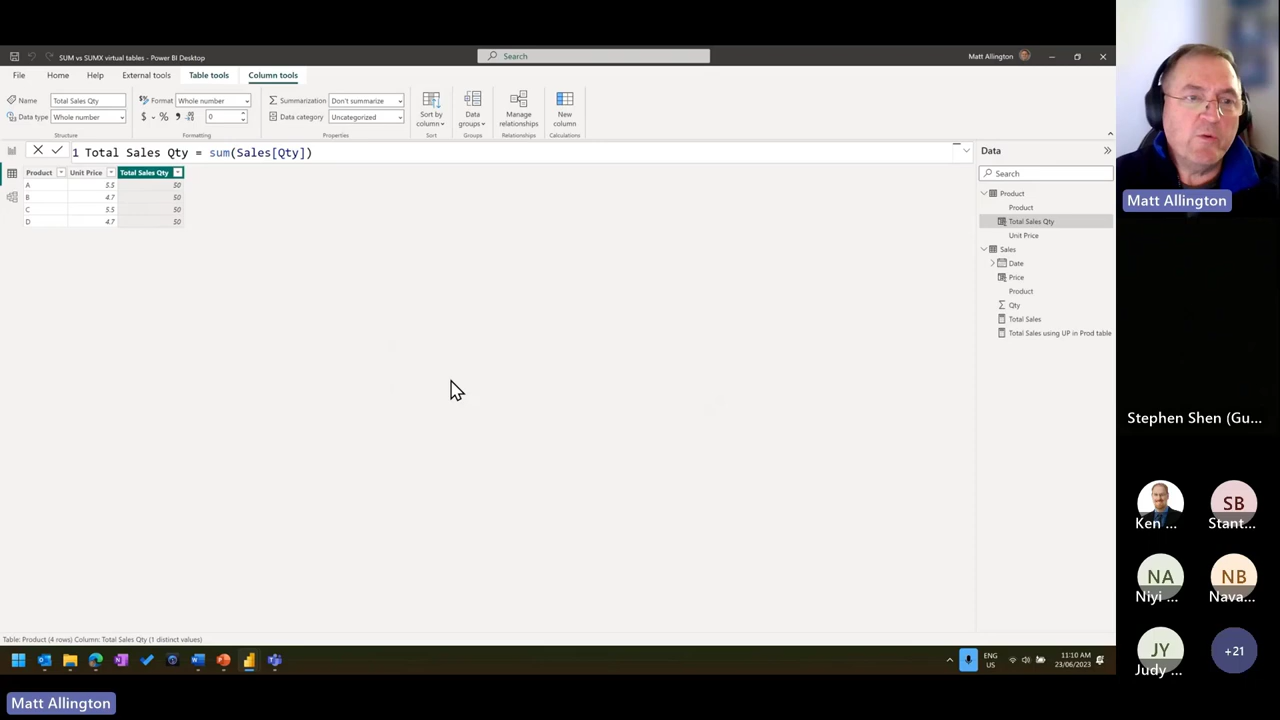 SUM vs SUMX virtual tables - Power BI Desktop
Search
Matt Allington
File Home Help External tools Table tools Column tools
Name Total Sales Qty
Data type Whole number
Structure
Format Whole number
$ % 0
Formatting
Summarization Don't summarize
Data category Uncategorized
Properties
Sort by column
Sort
Data groups
Groups
Manage relationships
Relationships
New column
Calculations
1 Total Sales Qty = sum(Sales[Qty])
Product Unit Price Total Sales Qty
A 5.5 50
B 4.7 50
C 5.5 50
D 4.7 50
Data
Search
Product
Product
Total Sales Qty
Unit Price
Sales
Date
Price
Product
Qty
Total Sales
Total Sales using UP in Prod table
Table: Product (4 rows) Column: Total Sales Qty (1 distinct values)
ENG
US
11:10 AM
23/06/2023
Matt Allington
Matt Allington
Stephen Shen (Gu...
Ken ...
SB
Stant...
NA
Niyi ...
NB
Nava...
JY
Judy ...
+21